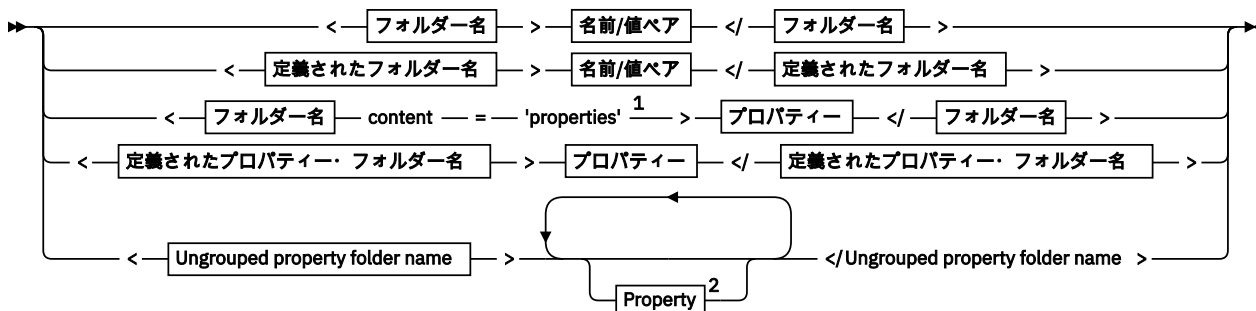 < フォルダー名 > 名前/値ペア </ フォルダー名 >
< 定義されたフォルダー名 > 名前/値ペア </ 定義されたフォルダー名 >
< フォルダー名 content = 'properties' 1 > プロパティー </ フォルダー名 >
< 定義されたプロパティー・フォルダー名 > プロパティー </ 定義されたプロパティー・フォルダー名 >
< Ungrouped property folder name > </ Ungrouped property folder name >
Property 2